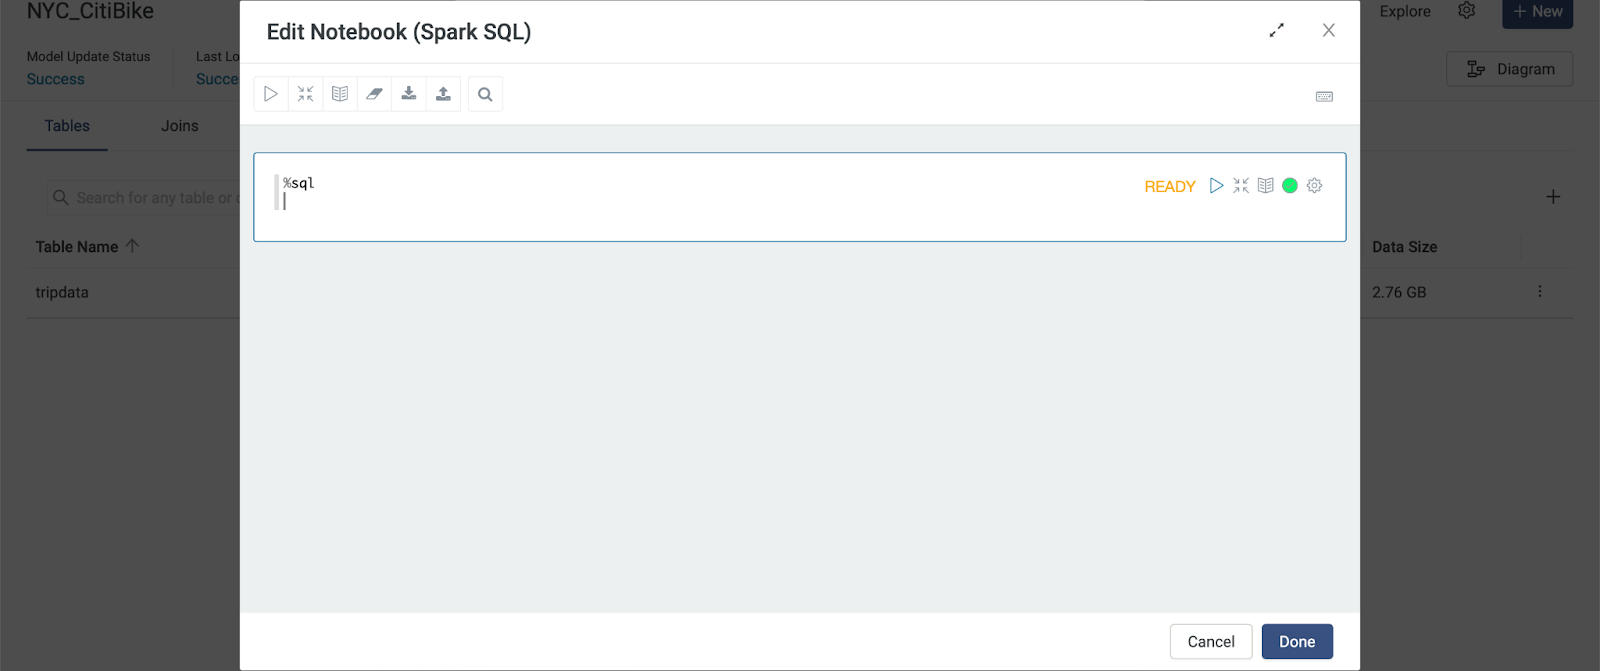 NYC_CitiBike
Model Update Status
Success
Last Lo
Succe
Tables
Joins
Search for any table or c
Table Name
tripdata
Edit Notebook (Spark SQL)
%sql
READY
Cancel
Done
Explore
+ New
Diagram
Data Size
2.76 GB